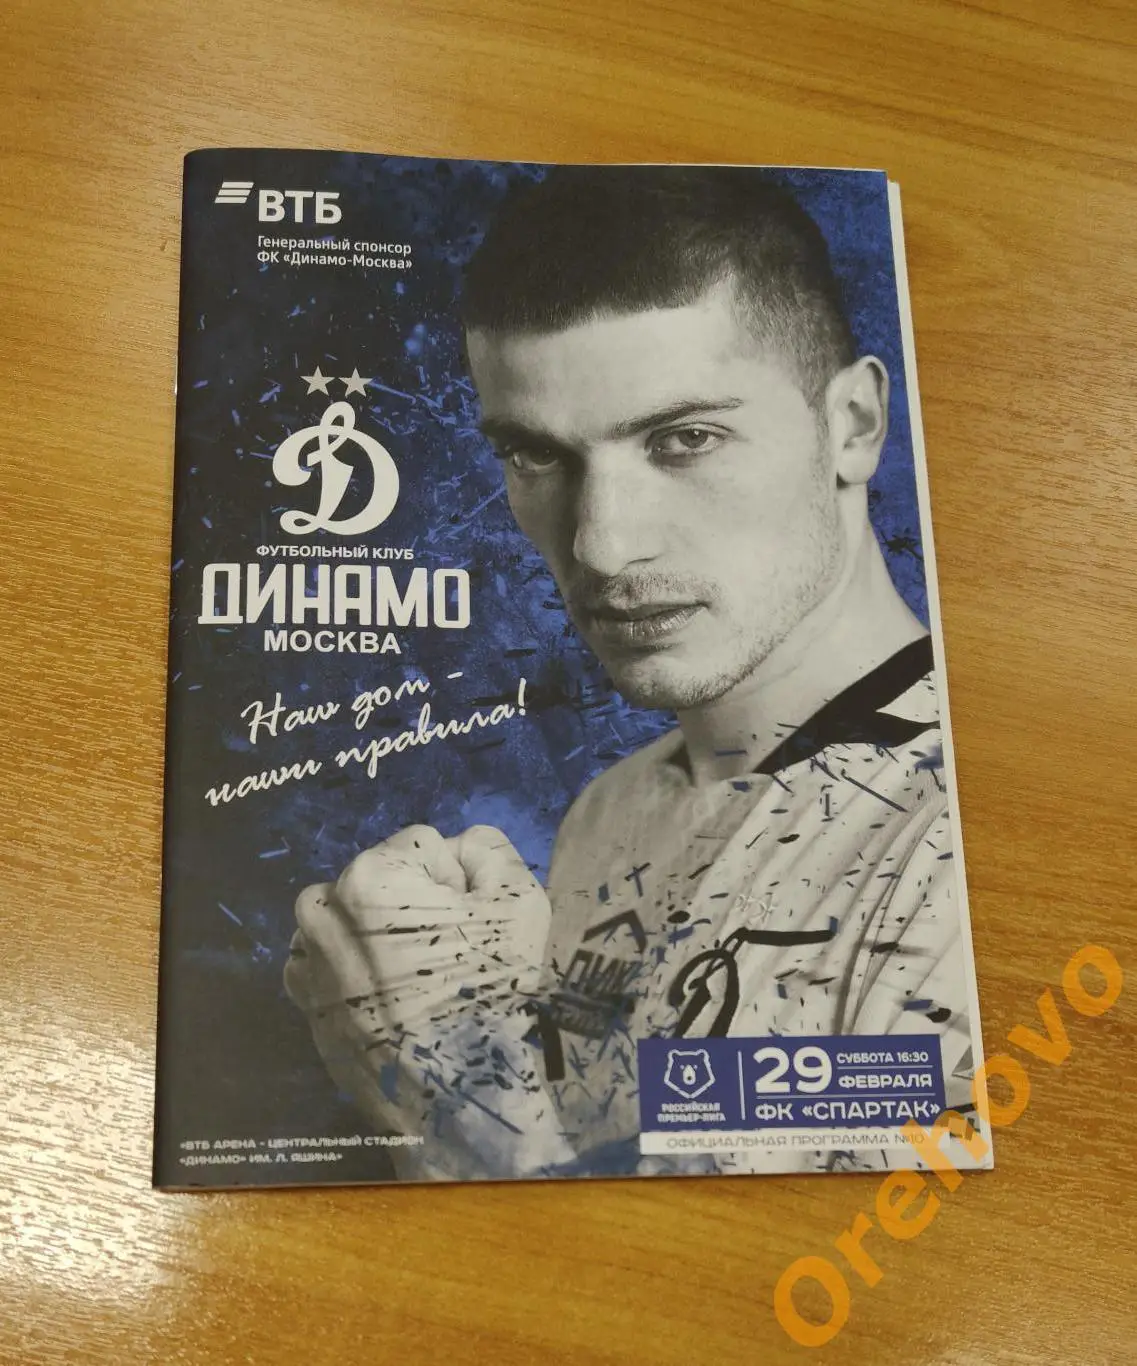 ВТБ
Генеральный спонсор
ФК «Динамо-Москва»
ФУТБОЛЬНЫЙ КЛУБ
ДИНАМО
МОСКВА
Наш дом -
наши правила!
РОССИЙСКАЯ
ПРЕМЬЕР-ЛИГА
29
СУББОТА 16:30
ФЕВРАЛЯ
ФК «СПАРТАК»
ОФИЦИАЛЬНАЯ ПРОГРАММА №10
«ВТБ АРЕНА - ЦЕНТРАЛЬНЫЙ СТАДИОН
«ДИНАМО» ИМ. Л. ЯШИНА»
Orehovo